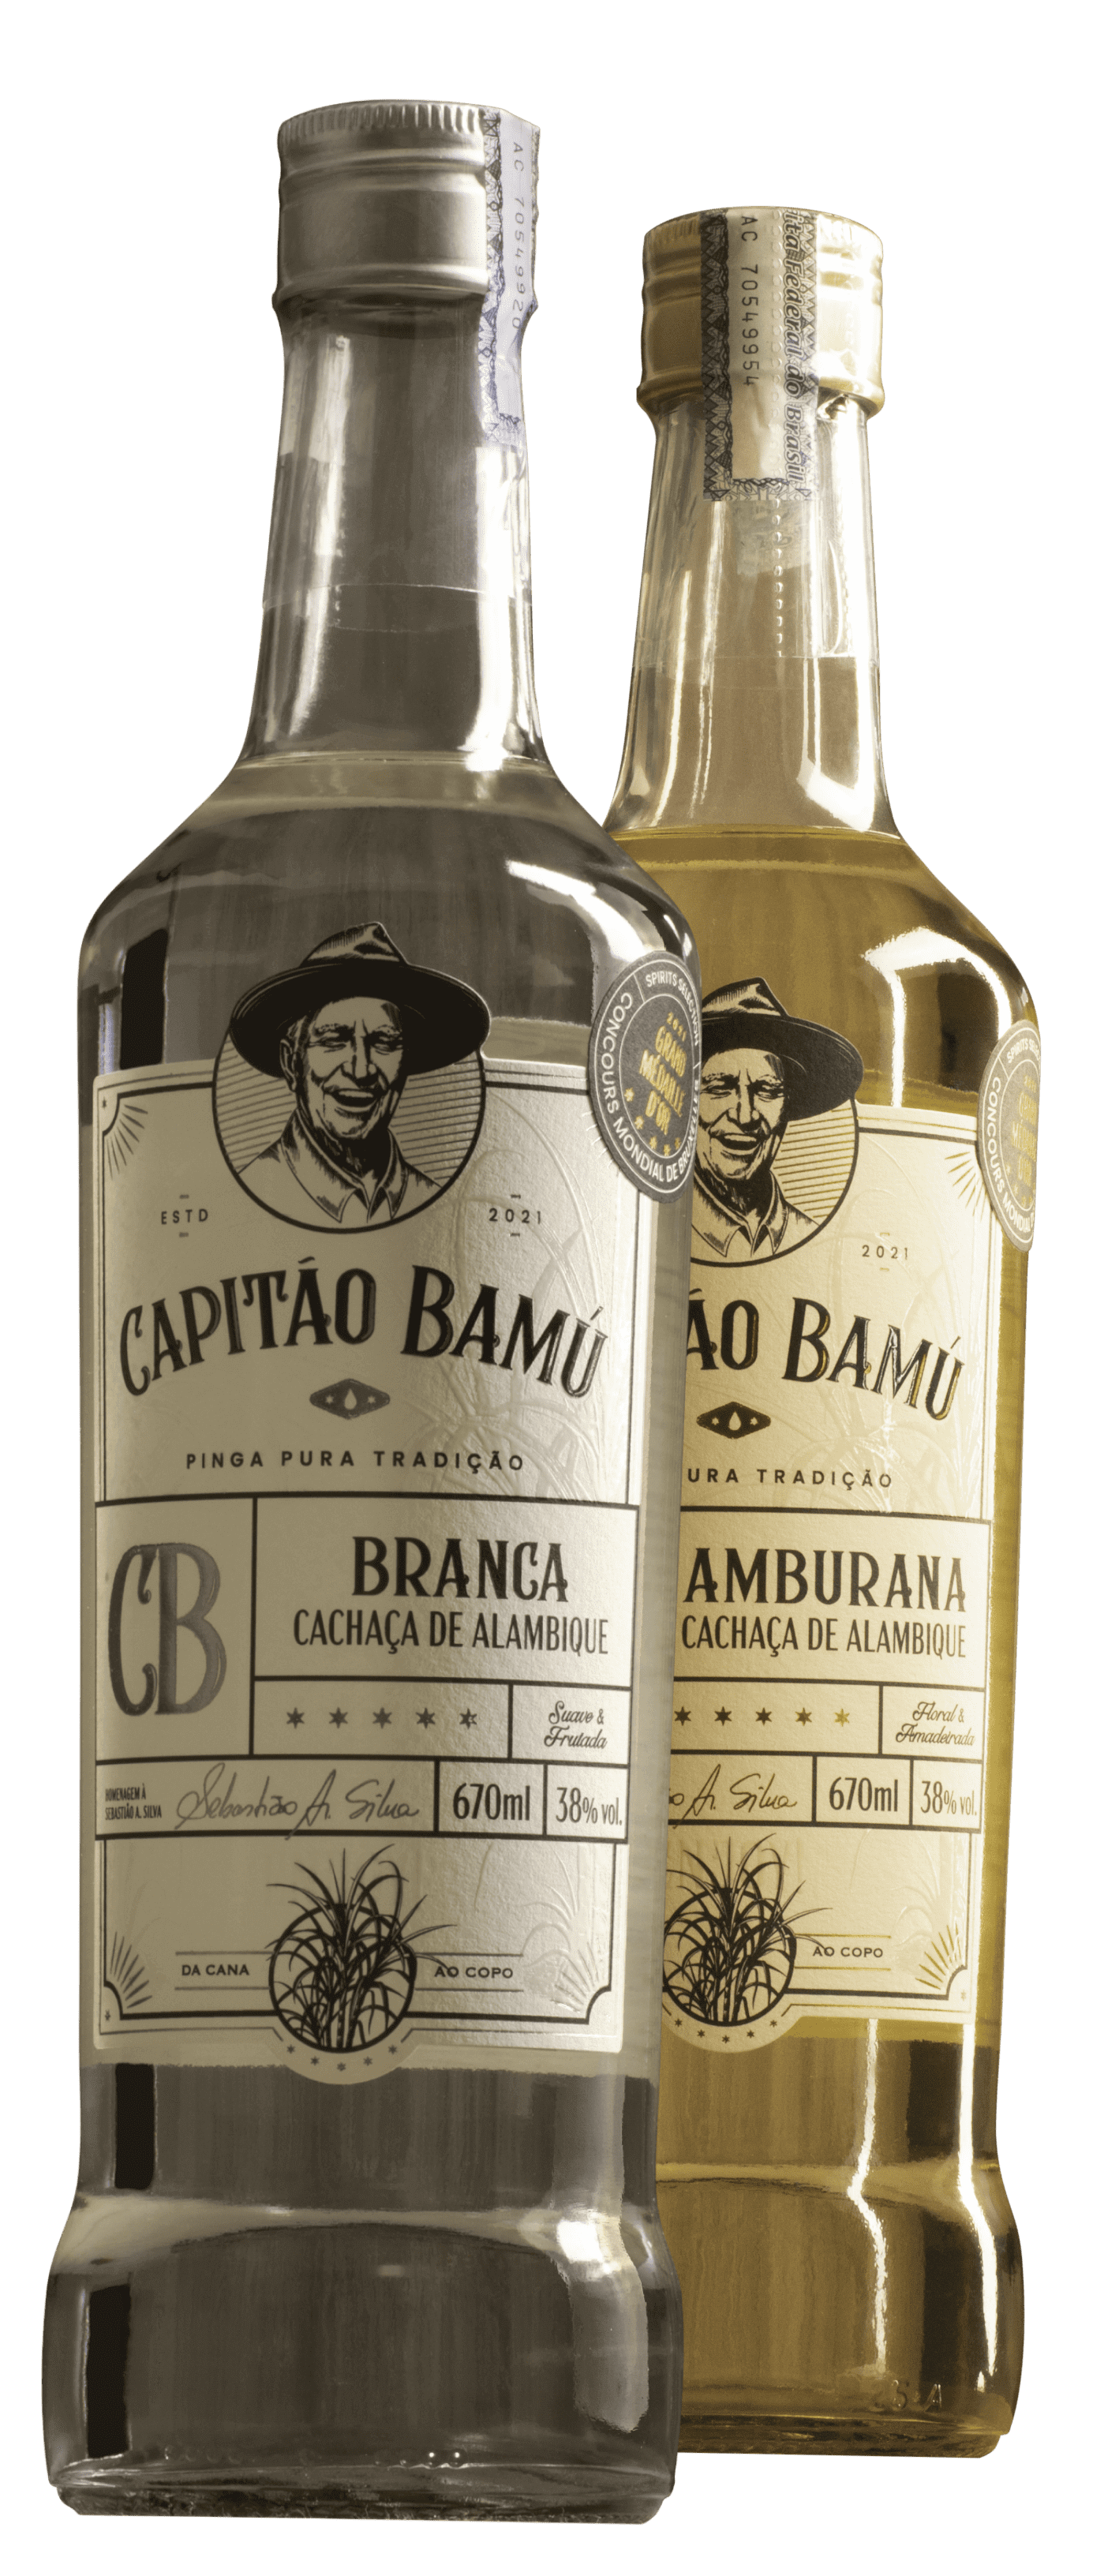 AC 70549920
SPIRITS SELECTION
CONCOURS MONDIAL DE BRUXELLES
GRAND
MÉDAILLE
D'OR
ESTD
2021
CAPITÃO BAMÚ
PINGA PURA TRADIÇÃO
CB
BRANCA
CACHAÇA DE ALAMBIQUE
Suave &
Frutada
HOMENAGEM À
SEBASTIÃO A. SILVA
Sebastião A. Silva
670ml
38% vol.
DA CANA
AO COPO
AC 70549954
ita Federal do Brasil
SPIRITS
CONCOURS
2021
ÃO BAMÚ
URA TRADIÇÃO
AMBURANA
CACHAÇA DE ALAMBIQUE
Floral &
Amadeirada
o A. Silva
670ml
38% vol.
AO COPO